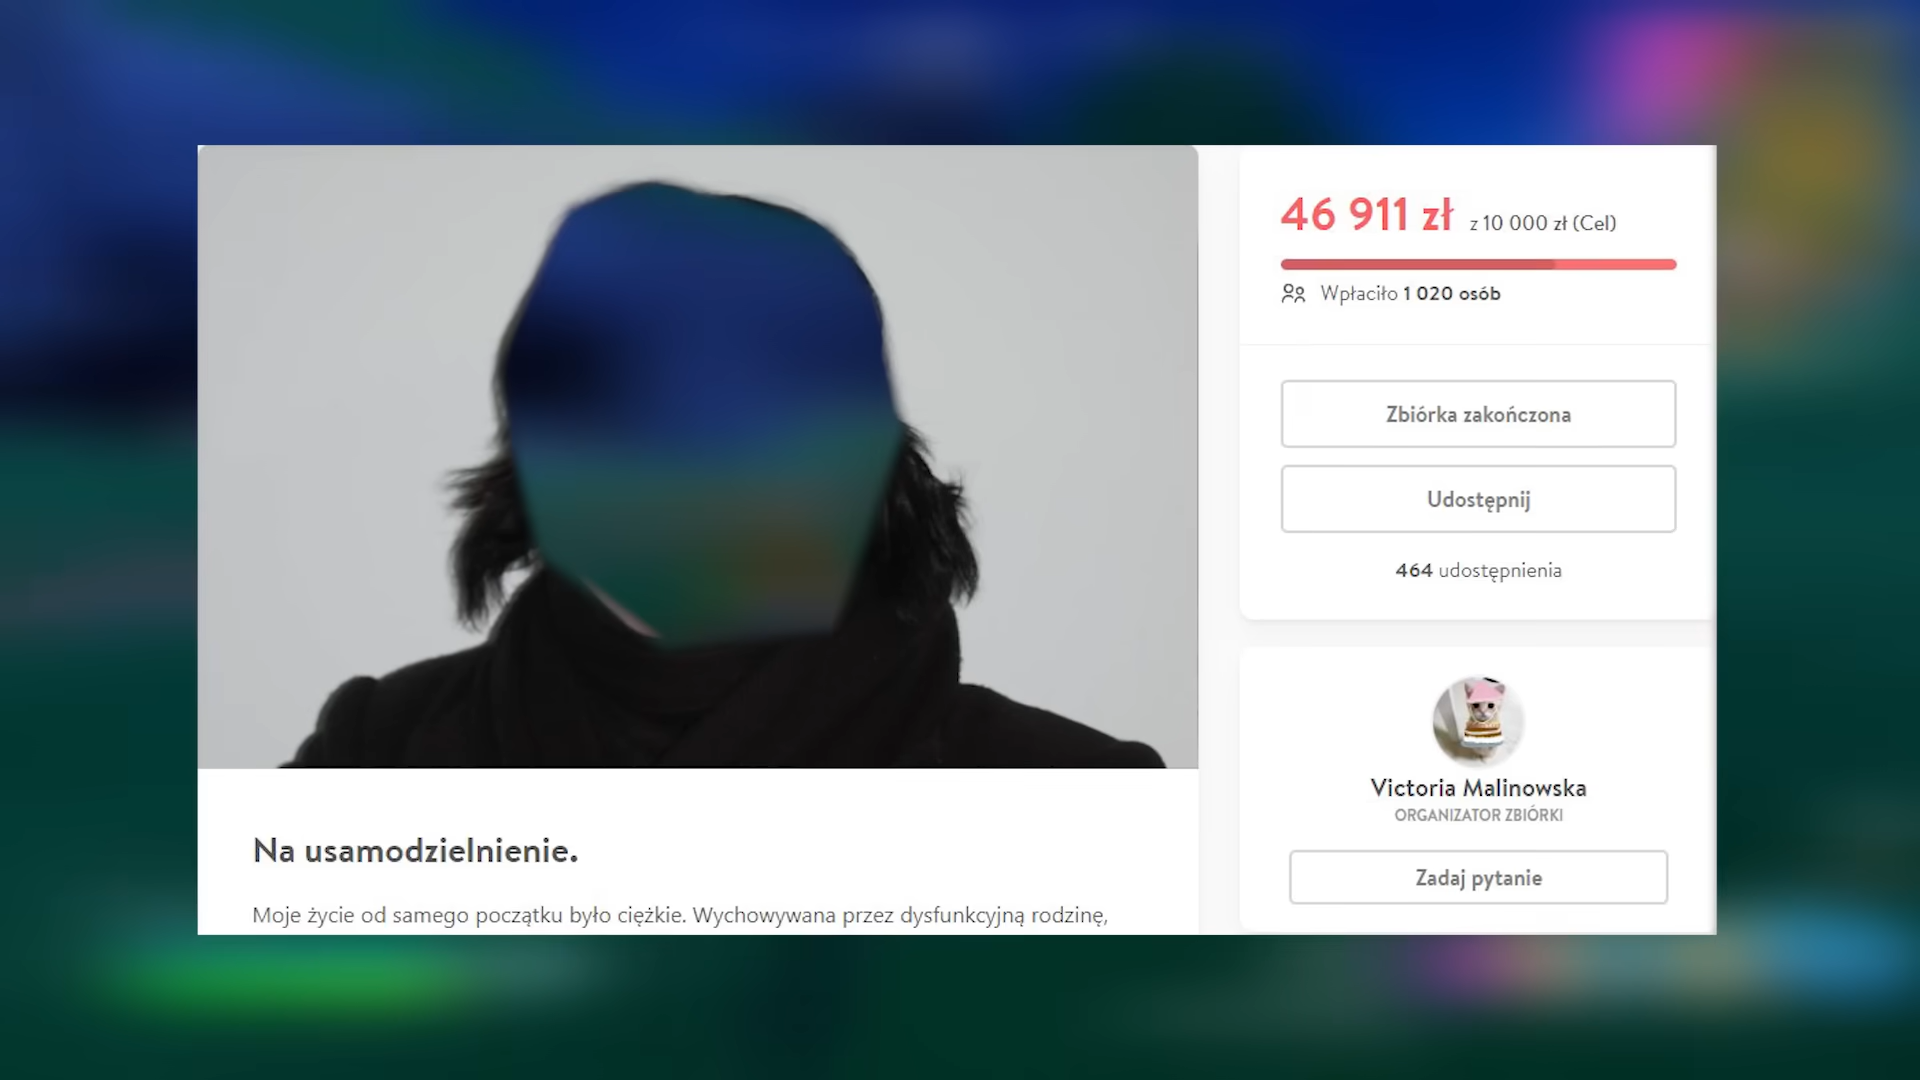 46 911 zł z 10 000 zł (Cel)
Wpłaciło 1 020 osób
Zbiórka zakończona
Udostępnij
464 udostępnienia
Victoria Malinowska
ORGANIZATOR ZBIÓRKI
Zadaj pytanie
Na usamodzielnienie.
Moje życie od samego początku było ciężkie. Wychowywana przez dysfunkcyjną rodzinę,